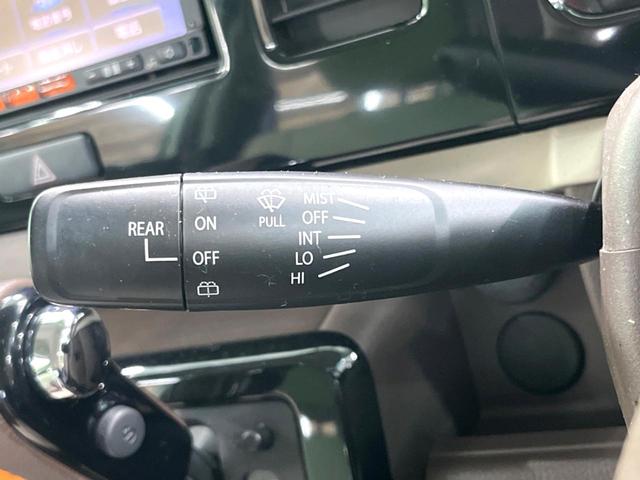 REAR
ON
OFF
PULL
MIST
OFF
INT
LO
HI